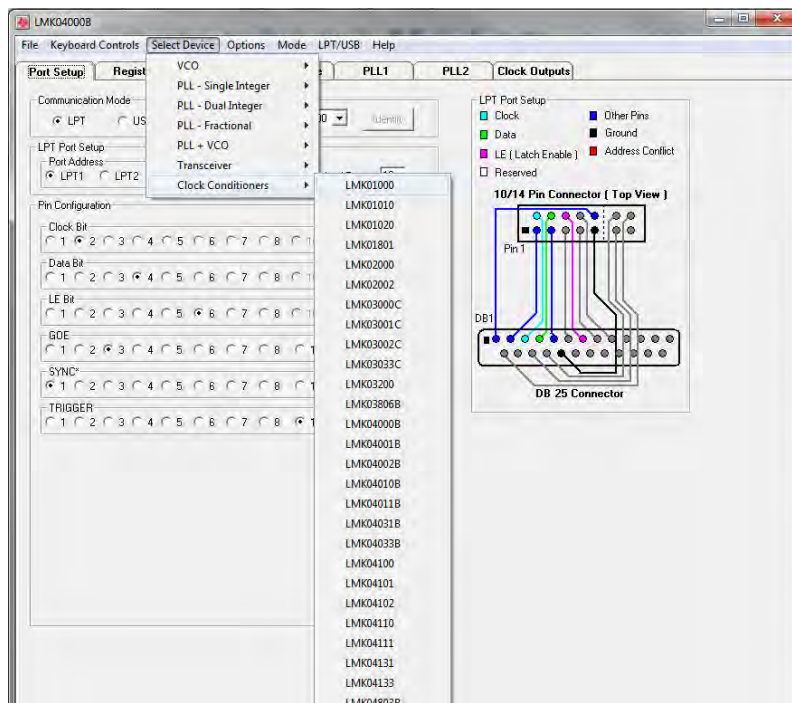 LMK04000B
File Keyboard Controls Select Device Options Mode LPT/USB Help
Port Setup Regist PLL1 PLL2 Clock Outputs
VCO
PLL - Single Integer
PLL - Dual Integer
PLL - Fractional
PLL + VCO
Transceiver
Clock Conditioners
Communication Mode
LPT US
LPT Port Setup
Port Address
LPT1 LPT2
Pin Configuration
Clock Bit
1 2 3 4 5 6 7 8
Data Bit
1 2 3 4 5 6 7 8
LE Bit
1 2 3 4 5 6 7 8
GOE
1 2 3 4 5 6 7 8 1
SYNC*
1 2 3 4 5 6 7 8 1
TRIGGER
1 2 3 4 5 6 7 8 1
LMK01000
LMK01010
LMK01020
LMK01801
LMK02000
LMK02002
LMK03000C
LMK03001C
LMK03002C
LMK03033C
LMK03200
LMK03806B
LMK04000B
LMK04001B
LMK04002B
LMK04010B
LMK04011B
LMK04031B
LMK04033B
LMK04100
LMK04101
LMK04102
LMK04110
LMK04111
LMK04131
LMK04133
LMK04803B
LPT Port Setup
Clock Other Pins
Data Ground
LE ( Latch Enable ) Address Conflict
Reserved
10/14 Pin Connector ( Top View )
Pin 1
DB1
DB 25 Connector